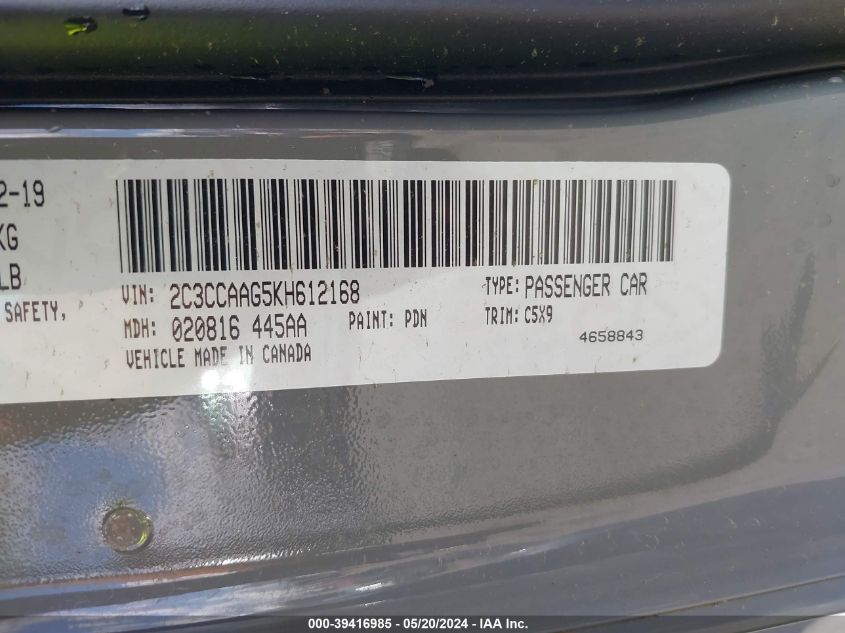 2-19
KG
LB
SAFETY,
VIN: 2C3CCAAG5KH612168
TYPE: PASSENGER CAR
MDH: 020816 445AA
PAINT: PDN
TRIM: C5X9
VEHICLE MADE IN CANADA
4658843
000-39416985 / 05/20/2024 - IAA Inc.